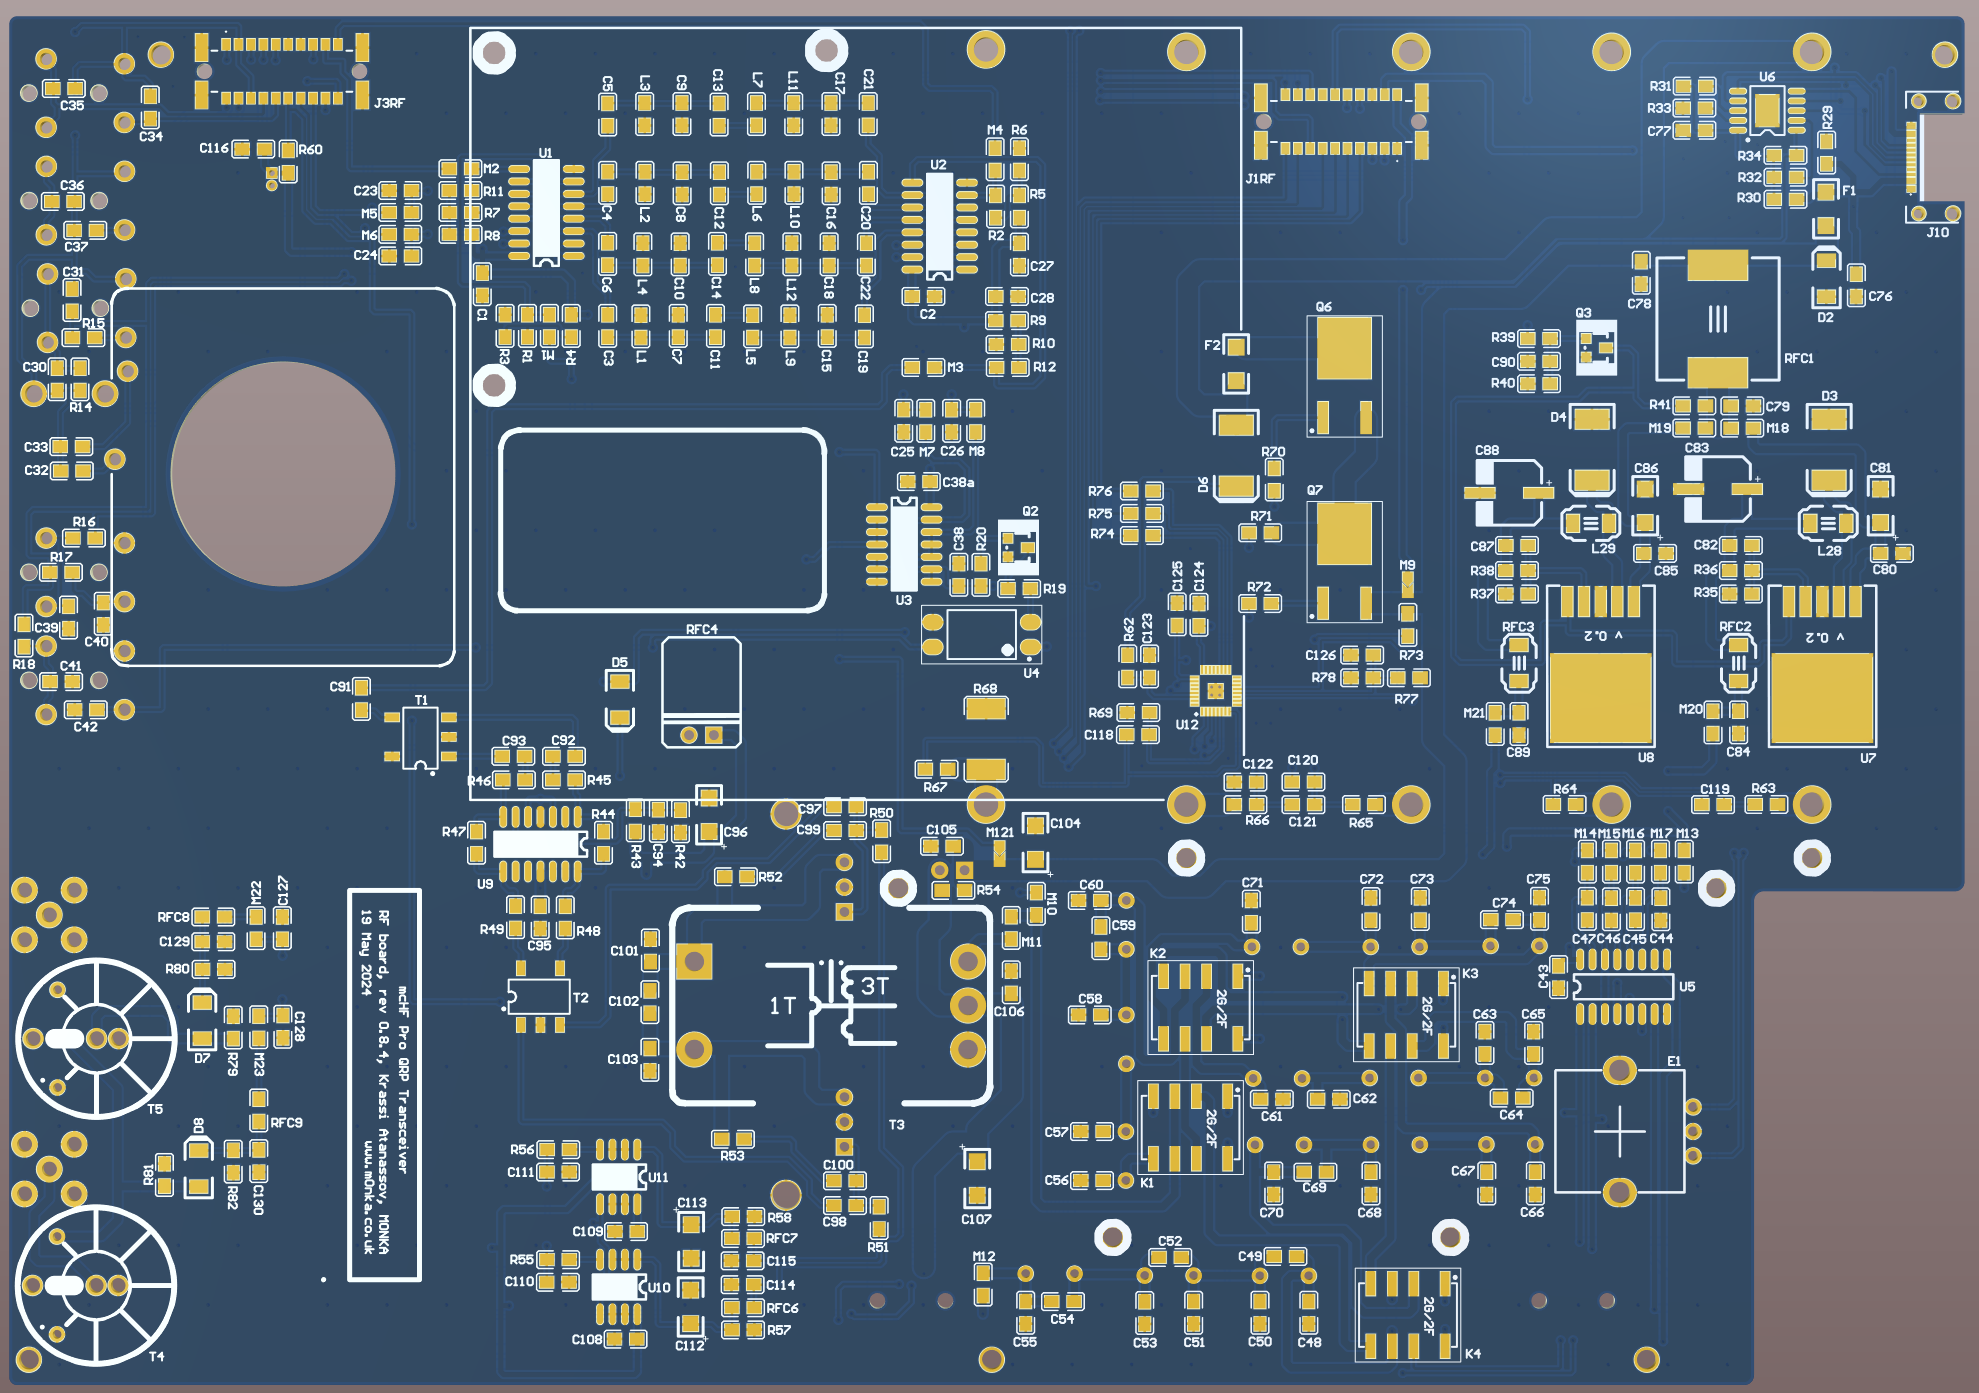 J3RF
C35
C34
C116
R60
C36
C37
C31
R15
C30
R14
C33
C32
R16
R17
C39
C40
R18
C41
C42
C23
M5
M6
C24
M2
R11
R7
R8
U1
C1
R3
R1
M1
R4
C5
L3
C9
C13
L7
L11
C17
C21
C4
L2
C8
C12
L6
L10
C16
C20
C6
L4
C10
C14
L8
L12
C18
C22
C3
L1
C7
C11
L5
L9
C15
C19
U2
M4
R6
R5
R2
C27
C2
C28
R9
R10
M3
R12
C25
M7
C26
M8
C38a
Q2
C38
R20
U3
R19
U4
J1RF
U6
R31
R33
C77
R29
R34
R32
R30
F1
J10
C78
C76
D2
RFC1
Q3
R39
C90
R40
Q6
F2
R41
C79
M19
M18
D4
D3
C88
C86
C83
C81
R70
D6
Q7
R71
R76
R75
R74
L29
L28
C87
R38
R37
C85
C82
R36
R35
C80
M9
C125
C124
R72
R62
C123
R73
C126
R78
R77
RFC3
v 0.2
RFC2
v 0.2
U12
R69
C118
M21
C89
U8
M20
C84
U7
RFC4
D5
R68
R67
C91
T1
C93
C92
R46
R45
R47
R44
U9
R43
C94
R42
C96
C97
C99
R50
C105
M121
C104
R54
R52
M10
M11
C122
C120
R66
C121
R65
R64
C119
R63
M14
M15
M16
M17
M13
C47
C46
C45
C44
C43
U5
C60
C59
C58
C71
C72
C73
C74
C75
K2
2G/2F
K3
2G/2F
C63
C65
C61
C62
C64
E1
C57
C56
K1
2G/2F
C70
C69
C68
C67
C66
R49
C95
R48
C101
C102
C103
T2
1T
3T
C106
T3
R53
C100
C98
R51
C107
R56
C111
U11
C109
R55
C110
U10
C108
C113
C112
R58
RFC7
C115
C114
RFC6
R57
M12
C55
C54
C52
C53
C51
C49
C50
C48
2G/2F
K4
RFC8
C129
R80
M22
C127
D7
R79
M23
C128
T5
RFC9
D8
R81
R82
C130
T4
mcHF Pro QRP Transceiver
RF board, rev 0.8.4, Krassi Atanassov, M0NKA
19 May 2024
www.m0nka.co.uk